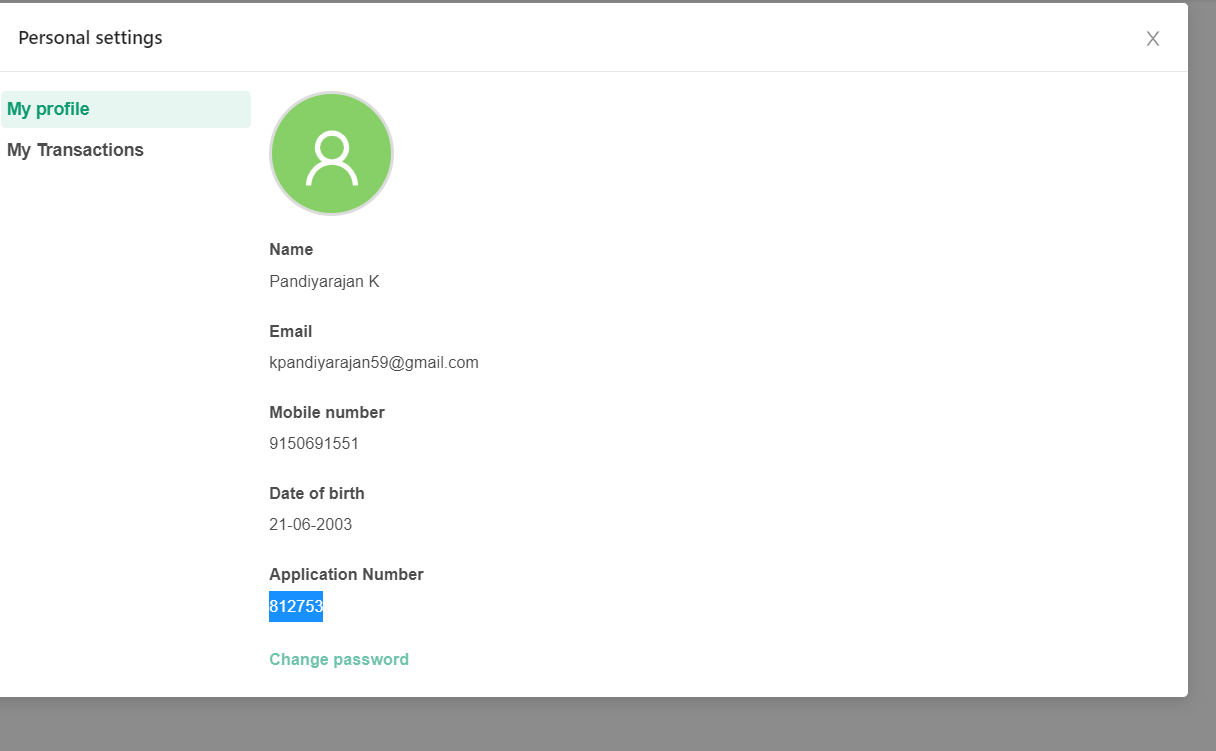 Personal settings
X
My profile
My Transactions
Name
Pandiyarajan K
Email
kpandiyarajan59@gmail.com
Mobile number
9150691551
Date of birth
21-06-2003
Application Number
812753
Change password